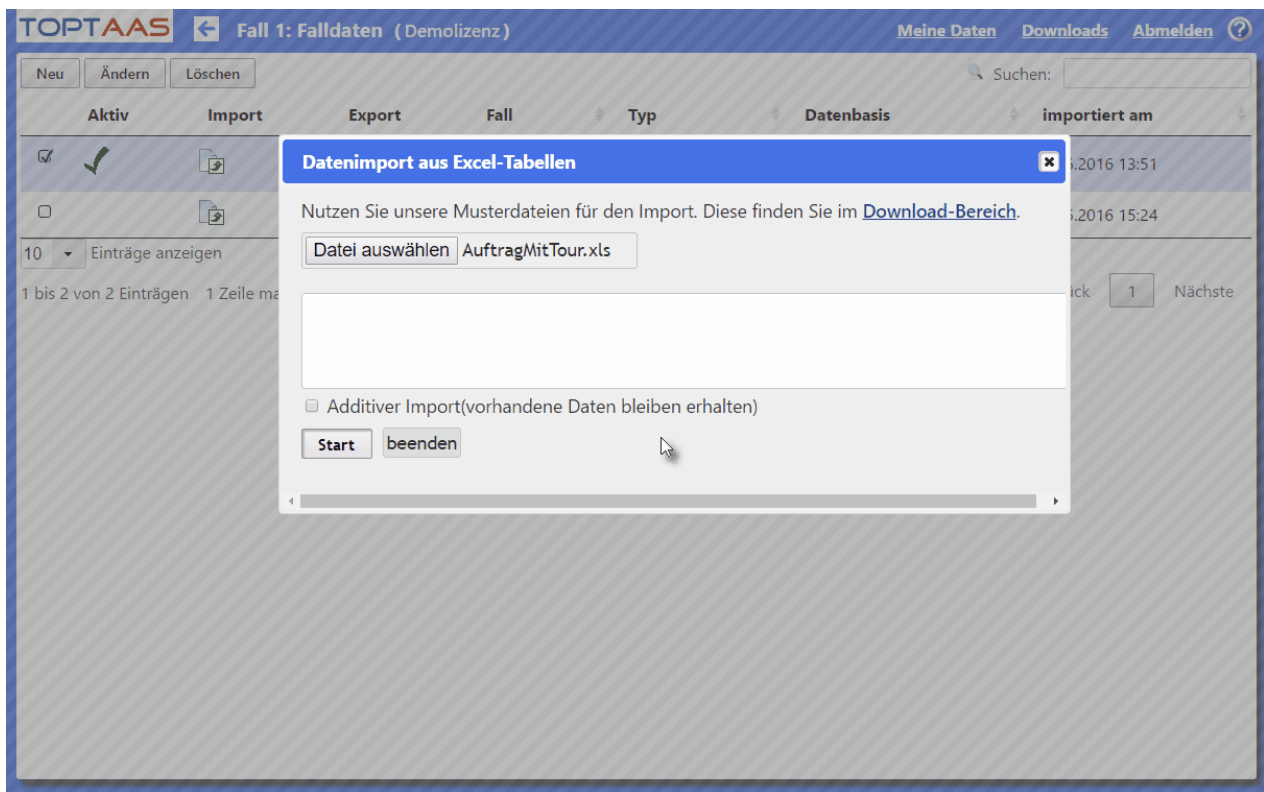 TOPTAAS Fall 1: Falldaten (Demolizenz) Meine Daten Downloads Abmelden ?
Neu Ändern Löschen Suchen:
Aktiv Import Export Fall Typ Datenbasis importiert am
Datenimport aus Excel-Tabellen
.2016 13:51
Nutzen Sie unsere Musterdateien für den Import. Diese finden Sie im Download-Bereich.
.2016 15:24
Datei auswählen AuftragMitTour.xls
10 Einträge anzeigen
1 bis 2 von 2 Einträgen 1 Zeile ma
ück 1 Nächste
Additiver Import(vorhandene Daten bleiben erhalten)
Start beenden